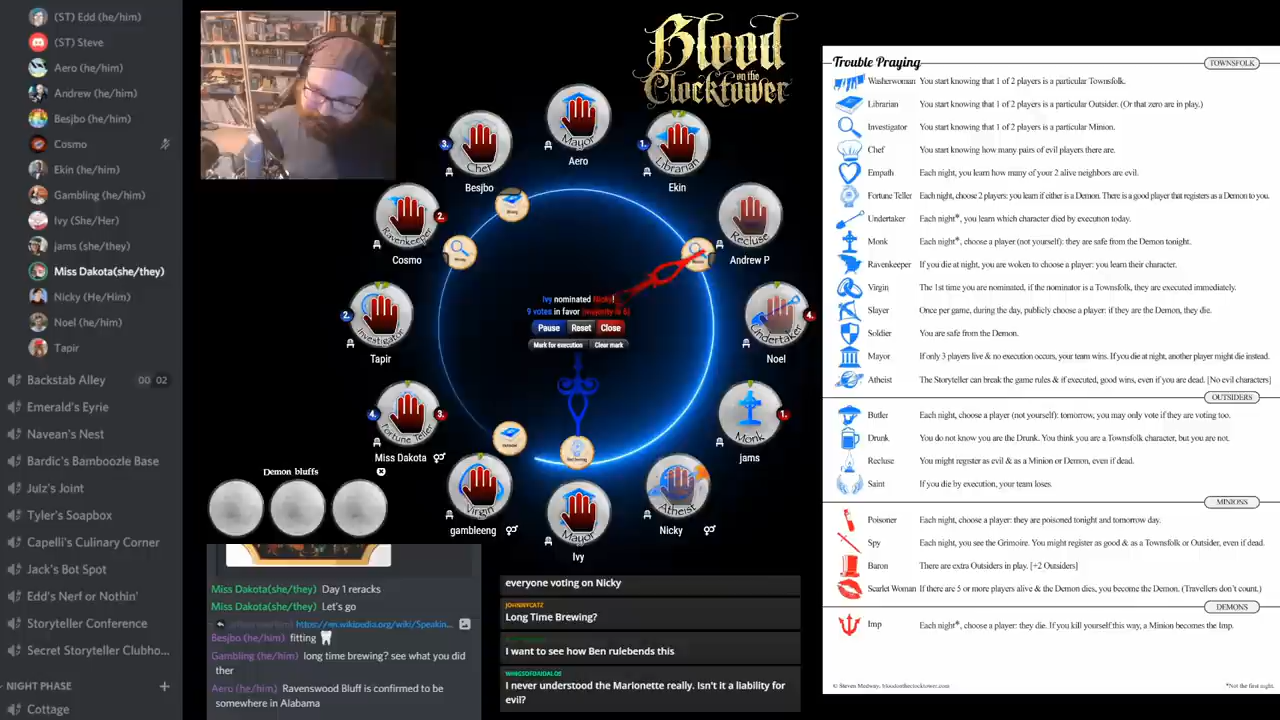 (ST) Edd (he/him)
(ST) Steve
Aero (he/him)
Andrew (he/him)
Besjbo (he/him)
Cosmo
Ekin (he/him)
Gambling (he/him)
Ivy (She/Her)
jams (she/they)
Miss Dakota(she/they)
Nicky (He/Him)
Noel (he/him)
Tapir
Backstab Alley
00 02
Emerald's Eyrie
Navean's Nest
Bardic's Bamboozle Base
Julz's Joint
Tyler's Soapbox
Capelli's Culinary Corner
Jack's Bot Spot
Edd's Nerf or Nothin'
Storyteller Conference
Secret Storyteller Clubho...
NIGHT PHASE
Cottage
Blood
on the
Clocktower
Mayor
Aero
Chef
3.
Besjbo
Librarian
1.
Ekin
Ravenkeeper
2.
Cosmo
Recluse
Andrew P
Investigator
2.
Tapir
Undertaker
4.
Noel
Fortune Teller
4.
3.
Miss Dakota
Monk
1.
jams
Virgin
gambleeng
Mayor
Ivy
Atheist
Nicky
Ivy nominated Nicky!
9 votes in favor (majority is 6)
Pause
Reset
Close
Mark for execution
Clear mark
Demon bluffs
Miss Dakota(she/they) Day 1 reracks
Miss Dakota(she/they) Let's go
https://en.wikipedia.org/wiki/Speakin...
Besjbo (he/him) fitting
Gambling (he/him) long time brewing? see what you did
ther
Aero (he/him) Ravenswood Bluff is confirmed to be
somewhere in Alabama
everyone voting on Nicky
JOHNNYCATZ
Long Time Brewing?
I want to see how Ben rulebends this
I never understood the Marionette really. Isn't it a liability for
evil?
Trouble Praying
TOWNSFOLK
Washerwoman You start knowing that 1 of 2 players is a particular Townsfolk.
Librarian You start knowing that 1 of 2 players is a particular Outsider. (Or that zero are in play.)
Investigator You start knowing that 1 of 2 players is a particular Minion.
Chef You start knowing how many pairs of evil players there are.
Empath Each night, you learn how many of your 2 alive neighbors are evil.
Fortune Teller Each night, choose 2 players: you learn if either is a Demon. There is a good player that registers as a Demon to you.
Undertaker Each night*, you learn which character died by execution today.
Monk Each night*, choose a player (not yourself): they are safe from the Demon tonight.
Ravenkeeper If you die at night, you are woken to choose a player: you learn their character.
Virgin The 1st time you are nominated, if the nominator is a Townsfolk, they are executed immediately.
Slayer Once per game, during the day, publicly choose a player: if they are the Demon, they die.
Soldier You are safe from the Demon.
Mayor If only 3 players live & no execution occurs, your team wins. If you die at night, another player might die instead.
Atheist The Storyteller can break the game rules & if executed, good wins, even if you are dead. [No evil characters]
OUTSIDERS
Butler Each night, choose a player (not yourself): tomorrow, you may only vote if they are voting too.
Drunk You do not know you are the Drunk. You think you are a Townsfolk character, but you are not.
Recluse You might register as evil & as a Minion or Demon, even if dead.
Saint If you die by execution, your team loses.
MINIONS
Poisoner Each night, choose a player: they are poisoned tonight and tomorrow day.
Spy Each night, you see the Grimoire. You might register as good & as a Townsfolk or Outsider, even if dead.
Baron There are extra Outsiders in play. [+2 Outsiders]
Scarlet Woman If there are 5 or more players alive & the Demon dies, you become the Demon. (Travellers don't count.)
DEMONS
Imp Each night*, choose a player: they die. If you kill yourself this way, a Minion becomes the Imp.
© Steven Medway, bloodontheclocktower.com
*Not the first night.